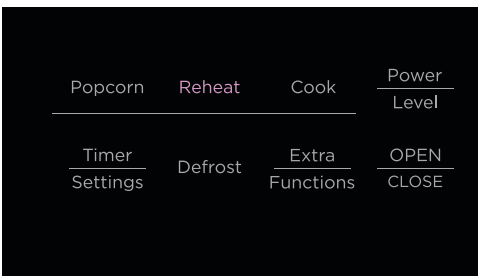 Popcorn Reheat Cook Power
Level
Timer Defrost Extra OPEN
Settings Functions CLOSE